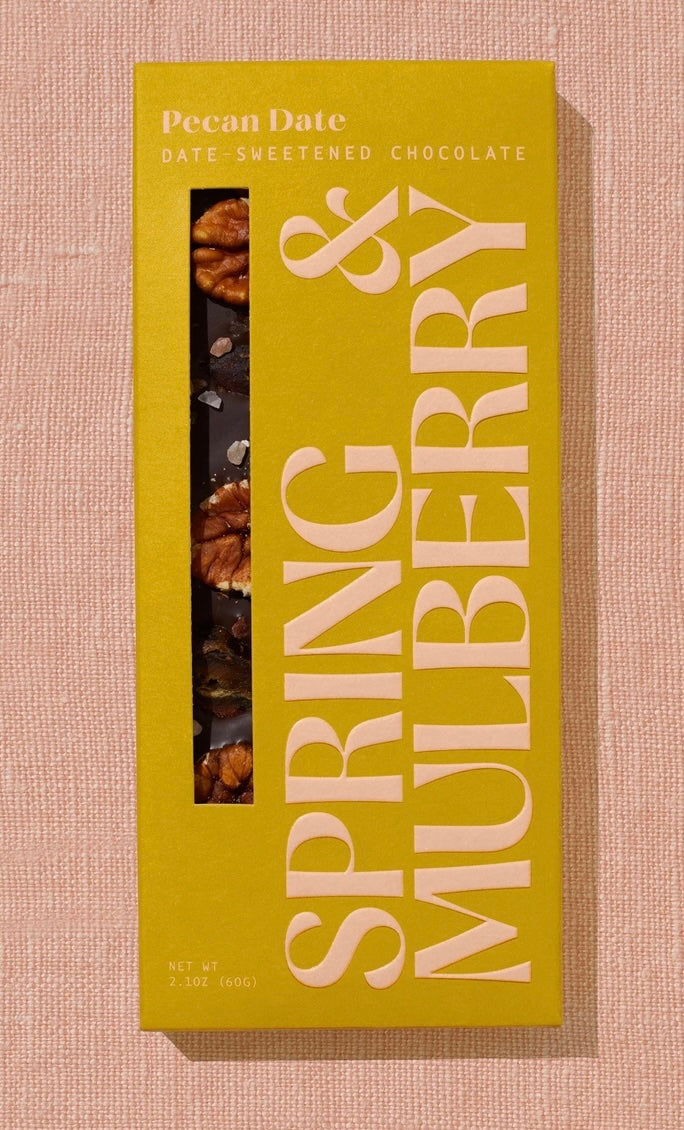 Pecan Date
DATE-SWEETENED CHOCOLATE
SPRING &
MULBERRY
NET WT
2.1OZ (60G)